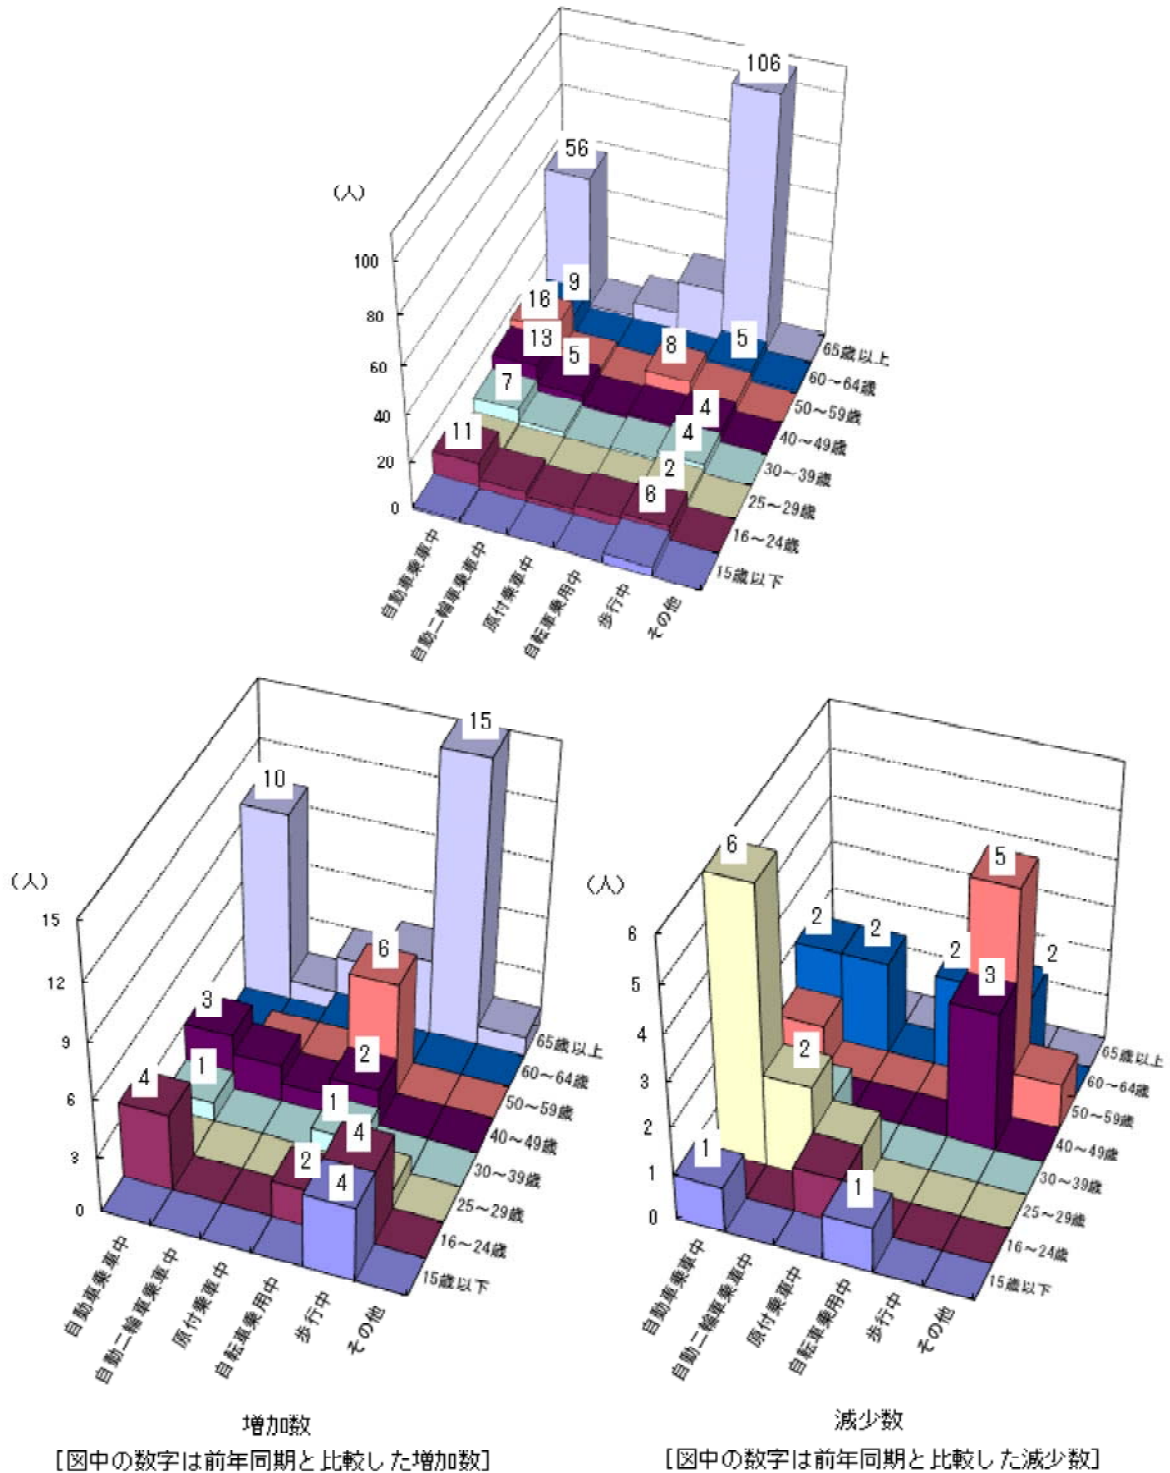 106
56
(人)
100
80
60
40
20
0
9
16
13
5
8
5
7
4
4
11
2
6
65歳以上
60～64歳
50～59歳
40～49歳
30～39歳
25～29歳
16～24歳
15歳以下
自動車乗車中
自動二輪車乗車中
原付乗車中
自転車乗用中
歩行中
その他
(人)
15
12
9
6
3
0
15
10
6
3
2
1
4
1
4
2
4
65歳以上
60～64歳
50～59歳
40～49歳
30～39歳
25～29歳
16～24歳
15歳以下
自動車乗車中
自動二輪車乗車中
原付乗車中
自転車乗用中
歩行中
その他
増加数
[図中の数字は前年同期と比較した増加数]
(人)
6
5
4
3
2
1
0
6
5
2
2
2
2
3
2
1
1
65歳以上
60～64歳
50～59歳
40～49歳
30～39歳
25～29歳
16～24歳
15歳以下
自動車乗車中
自動二輪車乗車中
原付乗車中
自転車乗用中
歩行中
その他
減少数
[図中の数字は前年同期と比較した減少数]